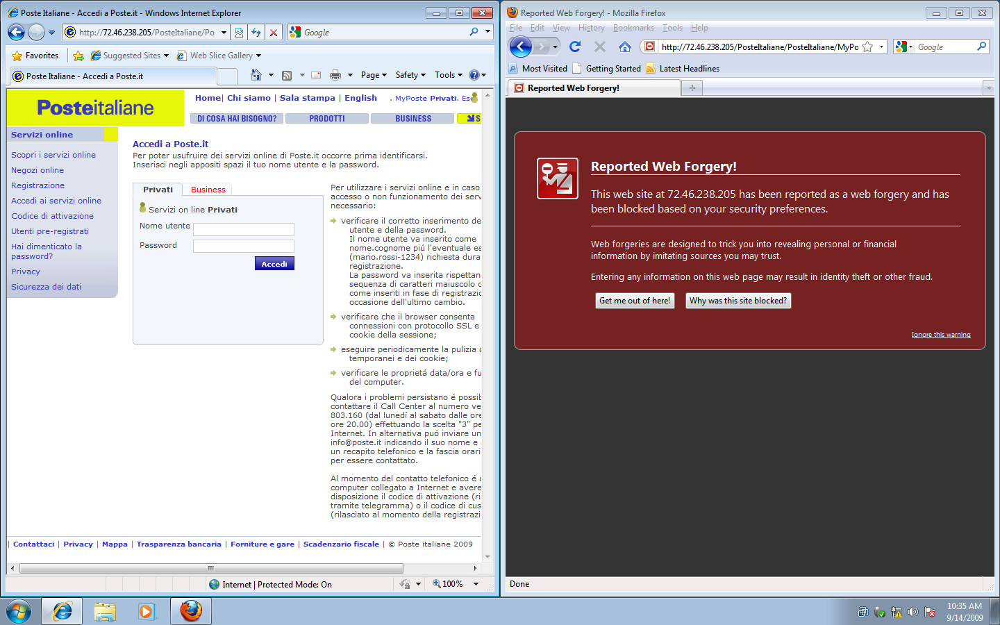 Poste Italiane - Accedi a Poste.it - Windows Internet Explorer
http://72.46.238.205/PosteItaliane/Po
Google
Favorites
Suggested Sites
Web Slice Gallery
Poste Italiane - Accedi a Poste.it
Page
Safety
Tools
Posteitaliane
Home| Chi siamo | Sala stampa | English
. MyPoste Privati.
DI COSA HAI BISOGNO?
PRODOTTI
BUSINESS
S
Servizi online
Scopri i servizi online
Negozi online
Registrazione
Accedi ai servizi online
Codice di attivazione
Utenti pre-registrati
Hai dimenticato la
password?
Privacy
Sicurezza dei dati
Accedi a Poste.it
Per poter usufruire dei servizi online di Poste.it occorre prima identificarsi.
Inserisci negli appositi spazi il tuo nome utente e la password.
Privati
Business
Servizi on line Privati
Nome utente
Password
Accedi
Per utilizzare i servizi online e in caso
accesso o non funzionamento dei serv
necessario:
verificare il corretto inserimento de
utente e della password.
Il nome utente va inserito come
nome.cognome piú l'eventuale es
(mario.rossi-1234) richiesta dura
registrazione.
La password va inserita rispettan
sequenza di caratteri maiuscolo o
come inseriti in fase di registrazio
occasione dell'ultimo cambio.
verificare che il browser consenta
connessioni con protocollo SSL e
cookie della sessione;
eseguire periodicamente la pulizia d
temporanei e dei cookie;
verificare le proprietá data/ora e fu
del computer.
Qualora i problemi persistano é possib
contattare il Call Center al numero ve
803.160 (dal lunedí al sabato dalle ore
ore 20.00) effettuando la scelta "3" pe
Internet. In alternativa puó inviare un
info@poste.it indicando il suo nome e
un recapito telefonico e la fascia orari
per essere contattato.
Al momento del contatto telefonico é u
computer collegato a Internet e avere
disposizione il codice di attivazione (ri
tramite telegramma) o il codice di cus
(rilasciato al momento della registrazi
| Contattaci | Privacy | Mappa | Trasparenza bancaria | Forniture e gare | Scadenzario fiscale | © Poste italiane 2009
Internet | Protected Mode: On
100%
Reported Web Forgery! - Mozilla Firefox
File Edit View History Bookmarks Tools Help
http://72.46.238.205/PosteItaliane/PosteItaliane/MyPo
Google
Most Visited
Getting Started
Latest Headlines
Reported Web Forgery!
Reported Web Forgery!
This web site at 72.46.238.205 has been reported as a web forgery and has
been blocked based on your security preferences.
Web forgeries are designed to trick you into revealing personal or financial
information by imitating sources you may trust.
Entering any information on this web page may result in identity theft or other fraud.
Get me out of here!
Why was this site blocked?
Ignore this warning
Done
10:35 AM
9/14/2009